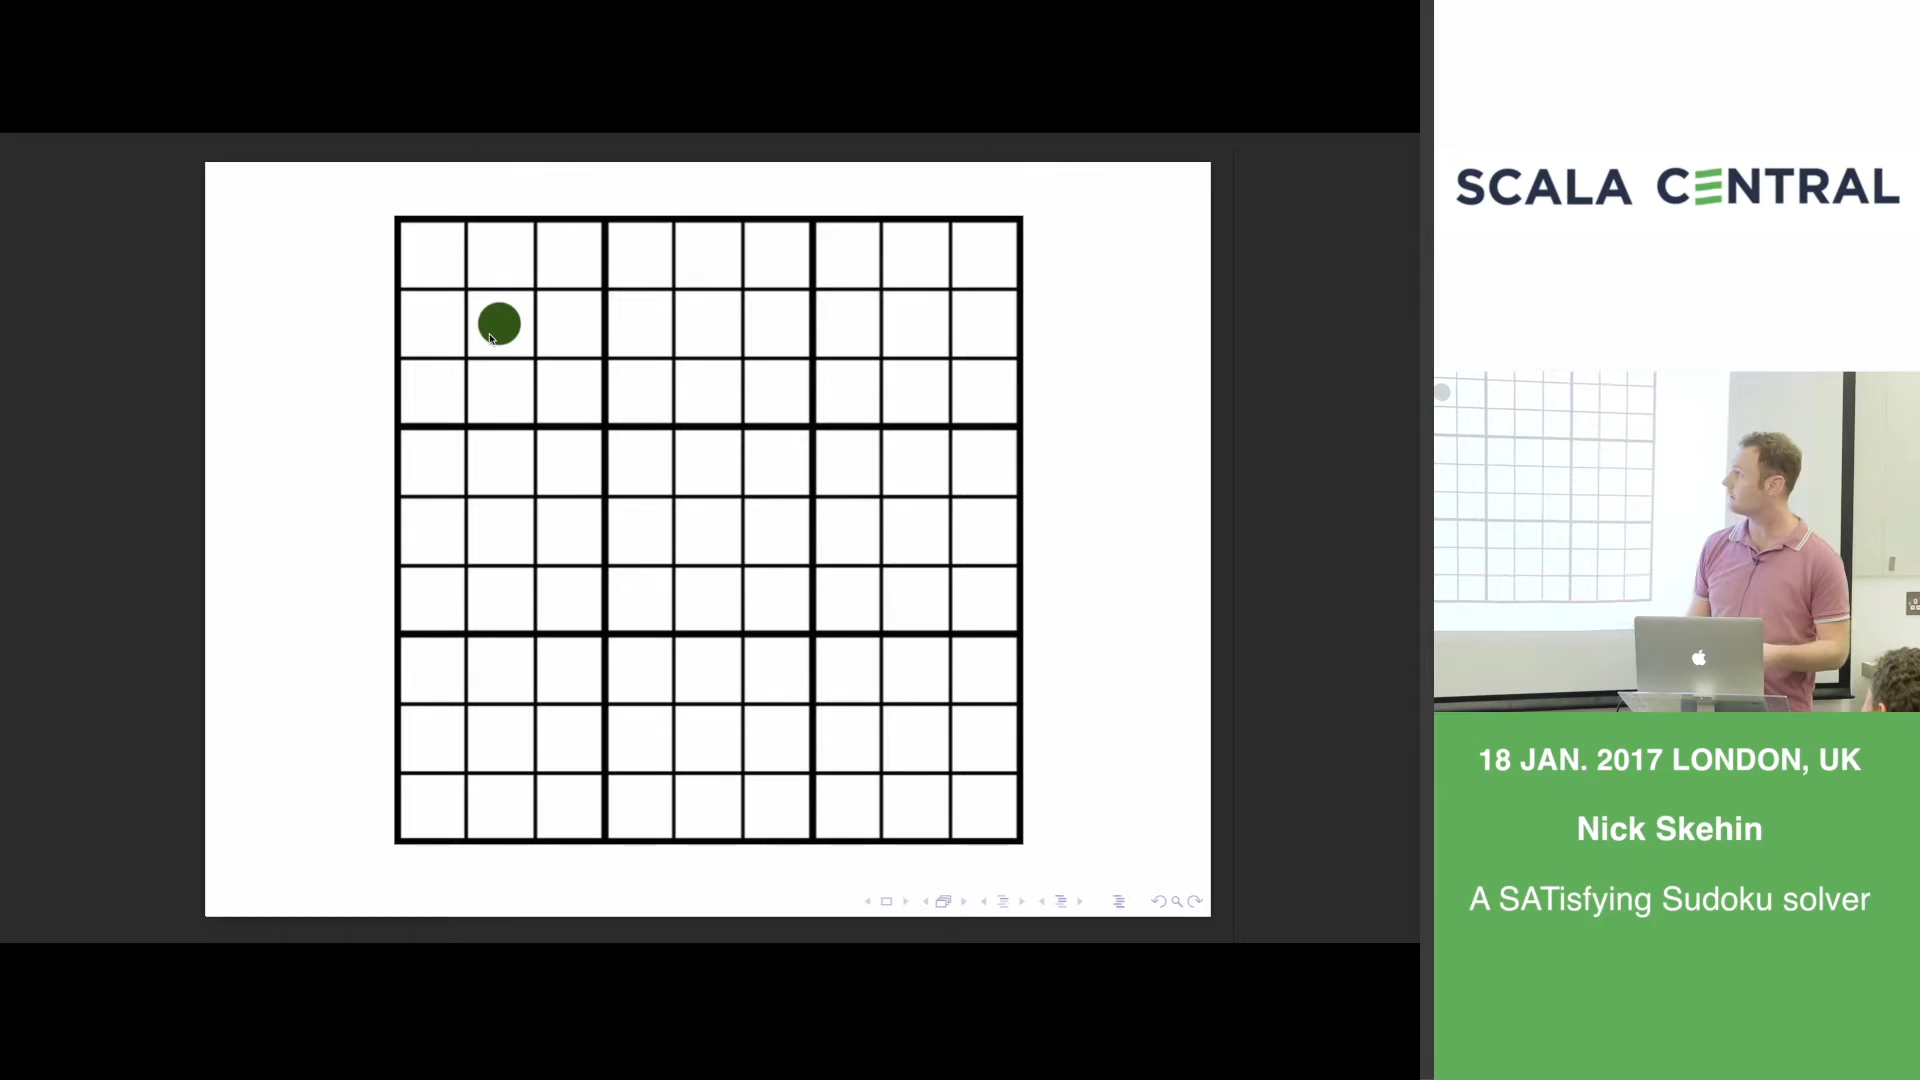 SCALA CENTRAL
18 JAN. 2017 LONDON, UK
Nick Skehin
A SATisfying Sudoku solver